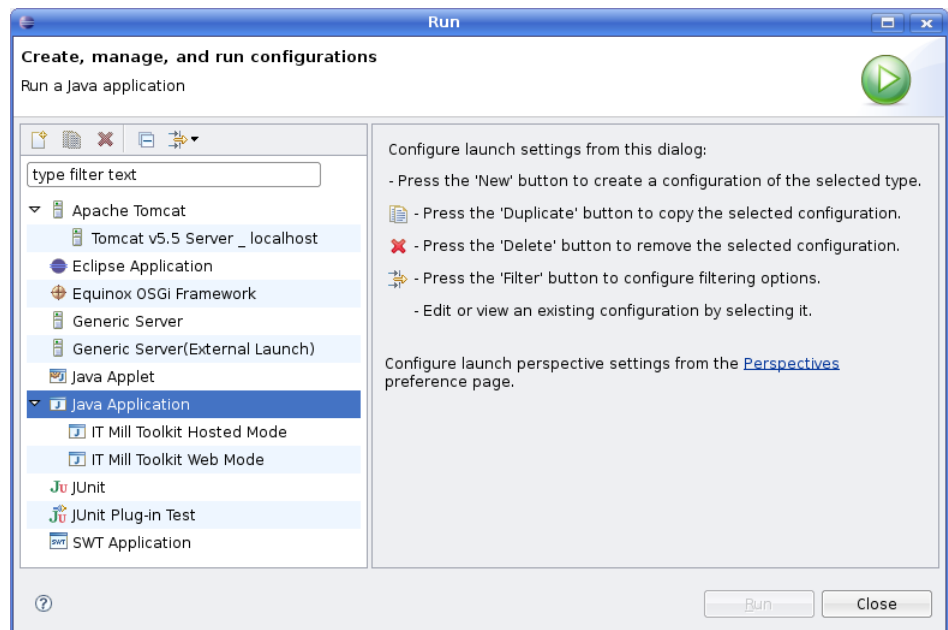 Run
Create, manage, and run configurations
Run a Java application
type filter text
Apache Tomcat
Tomcat v5.5 Server _ localhost
Eclipse Application
Equinox OSGi Framework
Generic Server
Generic Server(External Launch)
Java Applet
Java Application
IT Mill Toolkit Hosted Mode
IT Mill Toolkit Web Mode
JUnit
JUnit Plug-in Test
SWT Application
Configure launch settings from this dialog:
- Press the 'New' button to create a configuration of the selected type.
- Press the 'Duplicate' button to copy the selected configuration.
- Press the 'Delete' button to remove the selected configuration.
- Press the 'Filter' button to configure filtering options.
- Edit or view an existing configuration by selecting it.
Configure launch perspective settings from the Perspectives
preference page.
Run
Close